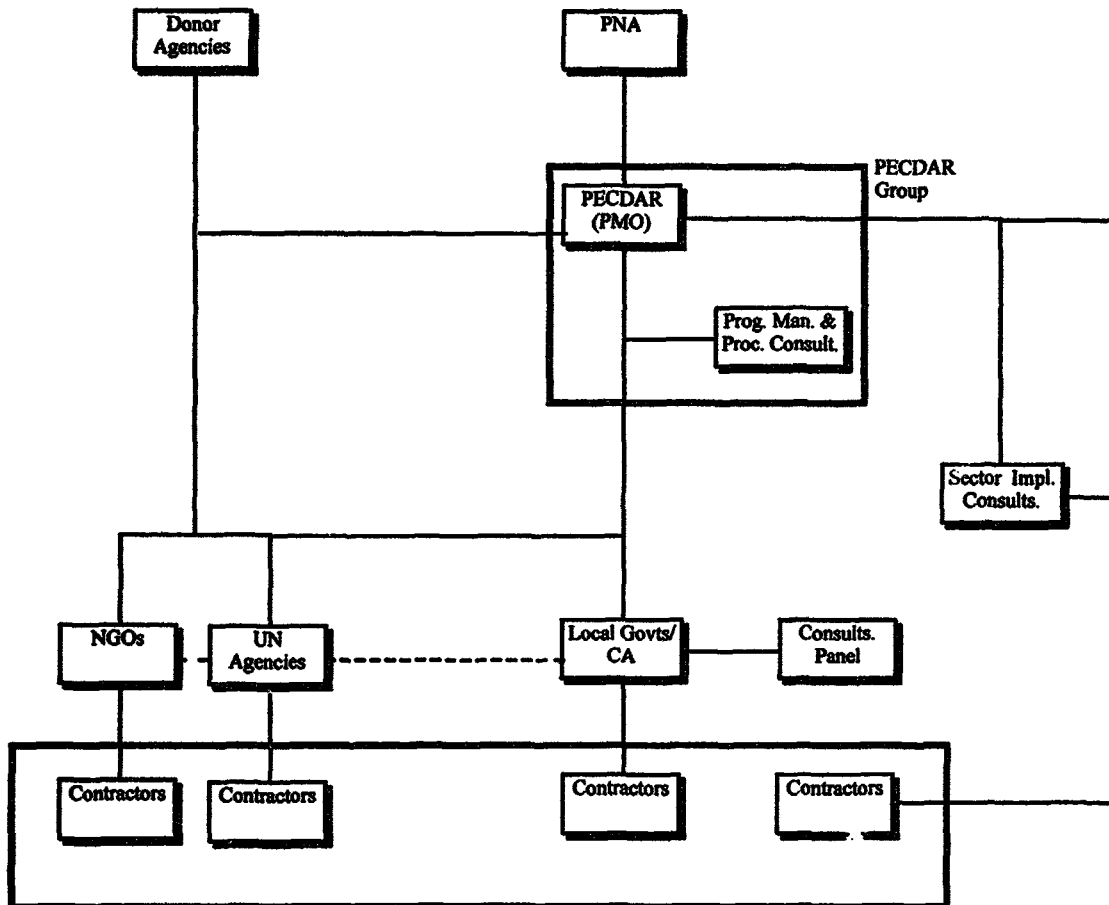 Donor
Agencies
PNA
PECDAR
Group
PECDAR
(PMO)
Prog. Man. &
Proc. Consult.
Sector Impl.
Consults.
NGOs
UN
Agencies
Local Govts/
CA
Consults.
Panel
Contractors
Contractors
Contractors
Contractors